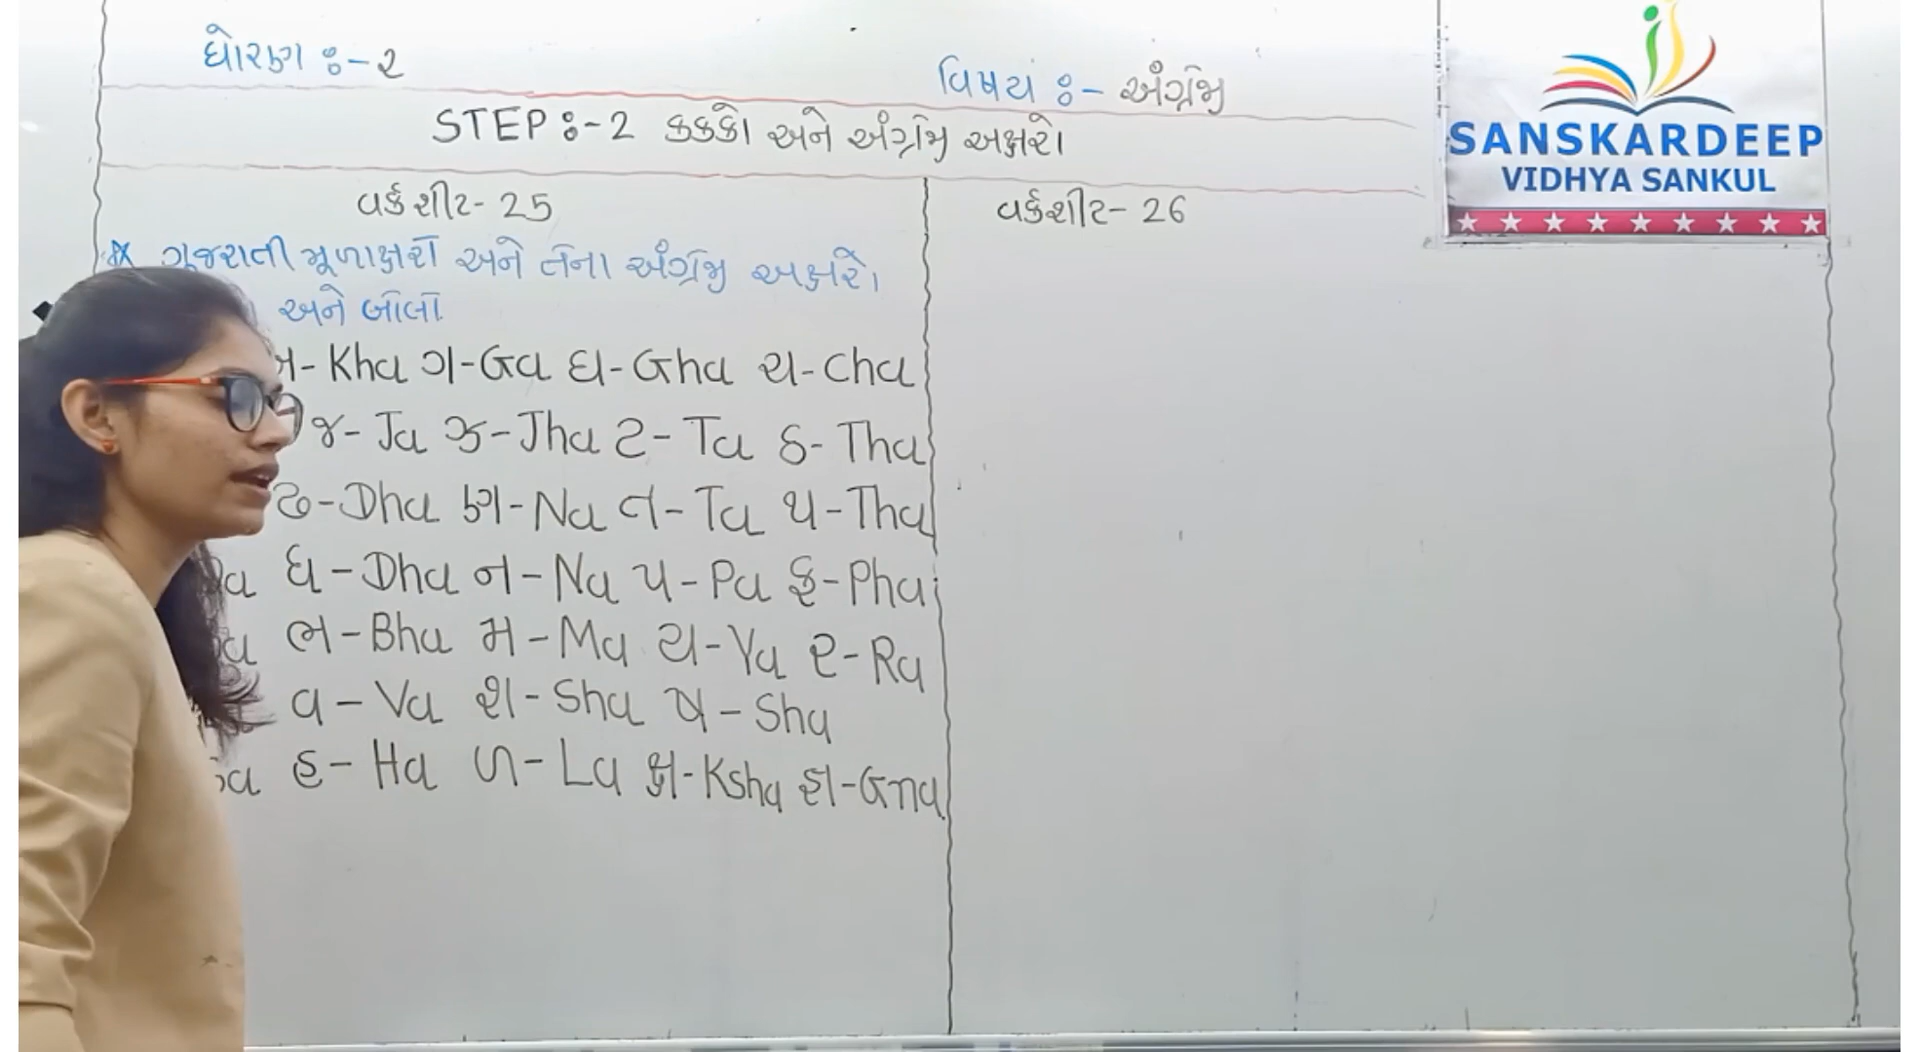 ધોરણ :- ૨
વિષય :- અંગ્રેજી
STEP :- 2 કક્કો અને અંગ્રેજી અક્ષરો
SANSKARDEEP
VIDHYA SANKUL
વર્કશીટ - 25
વર્કશીટ - 26
* ગુજરાતી મૂળાક્ષરો અને તેના અંગ્રેજી અક્ષરો
અને બોલો
- Kha ગ - Ga ઘ - Gha ચ - Cha
જ - Ja ઝ - Jha ટ - Ta ઠ - Tha
ઢ - Dha ણ - Na ત - Ta થ - Tha
ધ - Dha ન - Na પ - Pa ફ - Pha
ભ - Bha મ - Ma ય - Ya ર - Ra
વ - Va શ - Sha ષ - Sha
હ - Ha ળ - La ક્ષ - Ksha જ્ઞ - Gna